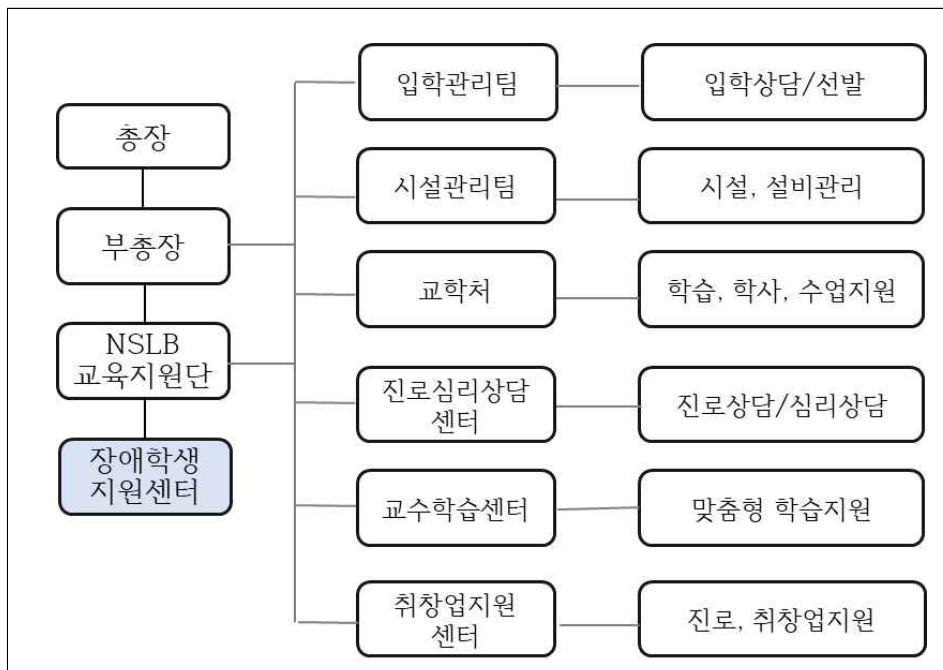 총장
부총장
NSLB
교육지원단
장애학생
지원센터
입학관리팀
입학상담/선발
시설관리팀
시설, 설비관리
교학처
학습, 학사, 수업지원
진로심리상담
센터
진로상담/심리상담
교수학습센터
맞춤형 학습지원
취창업지원
센터
진로, 취창업지원